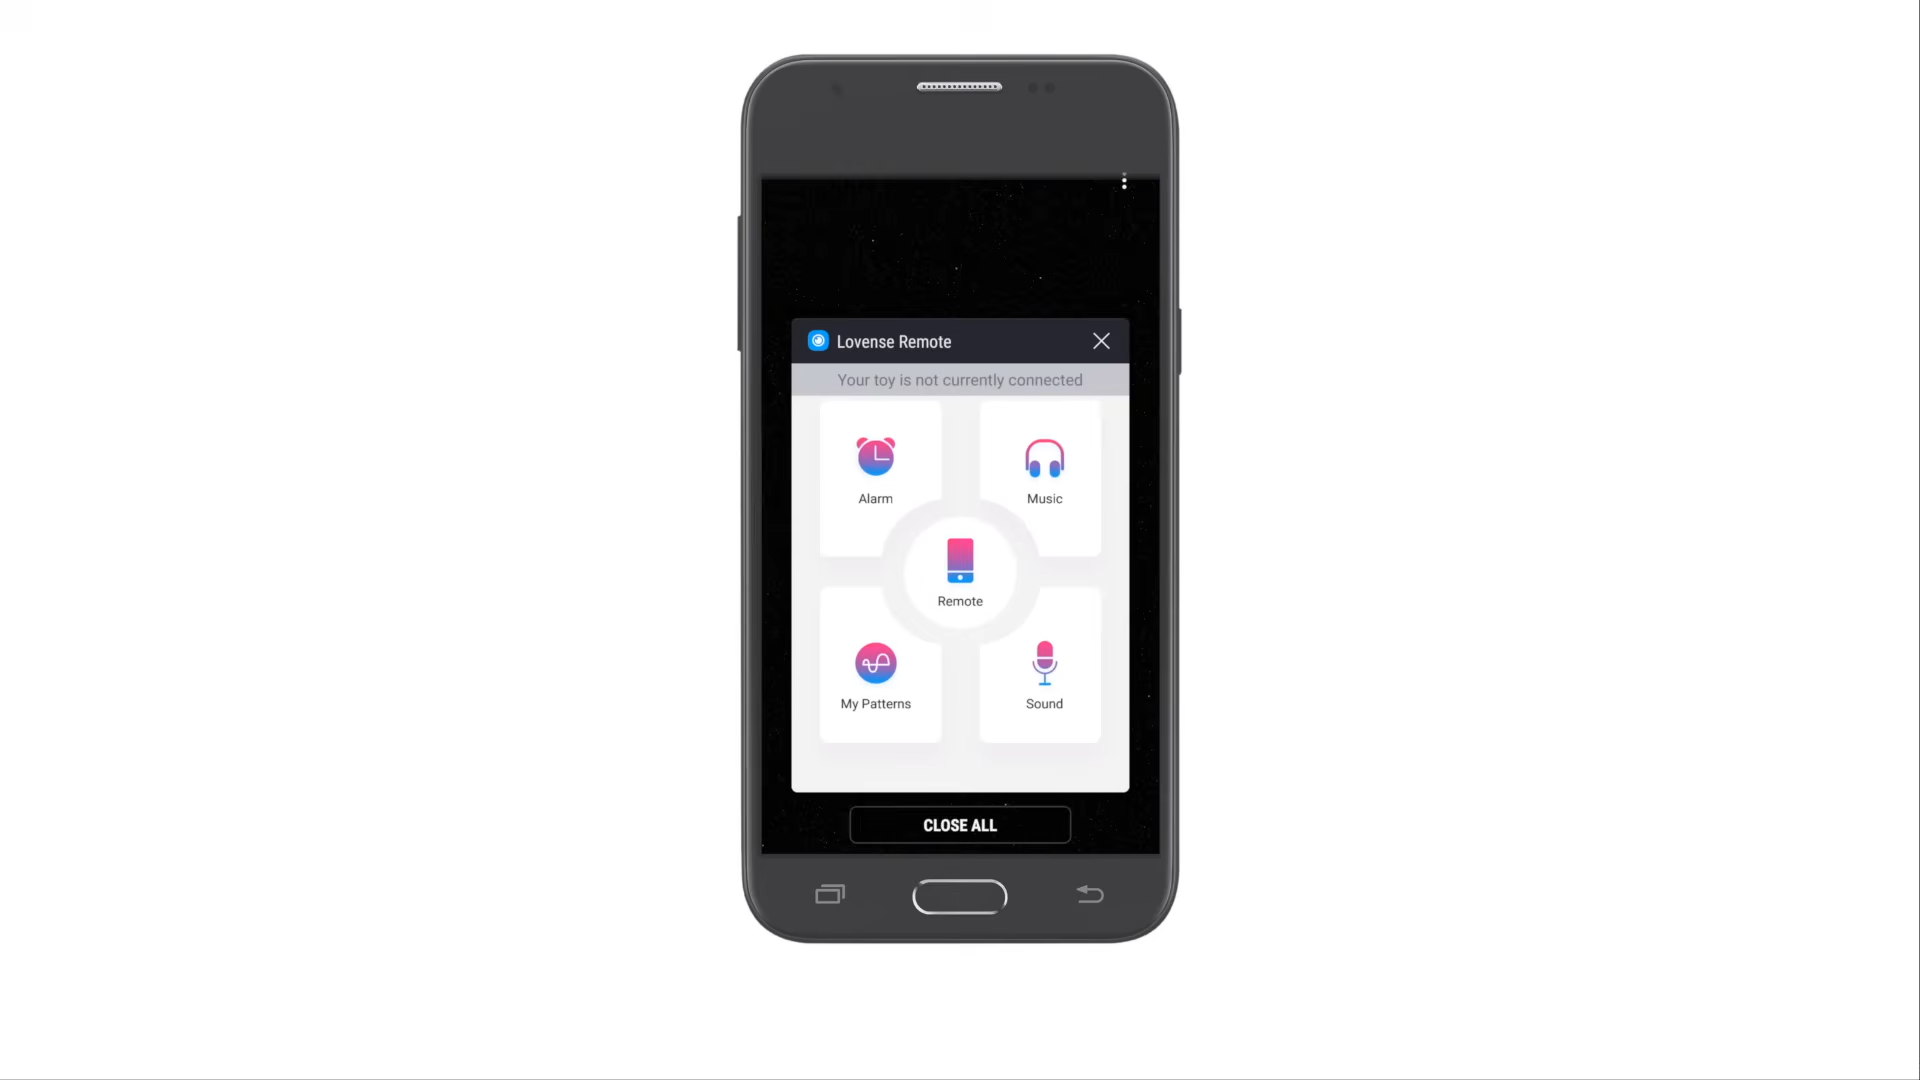 Lovense Remote
Your toy is not currently connected
Alarm
Music
Remote
My Patterns
Sound
CLOSE ALL